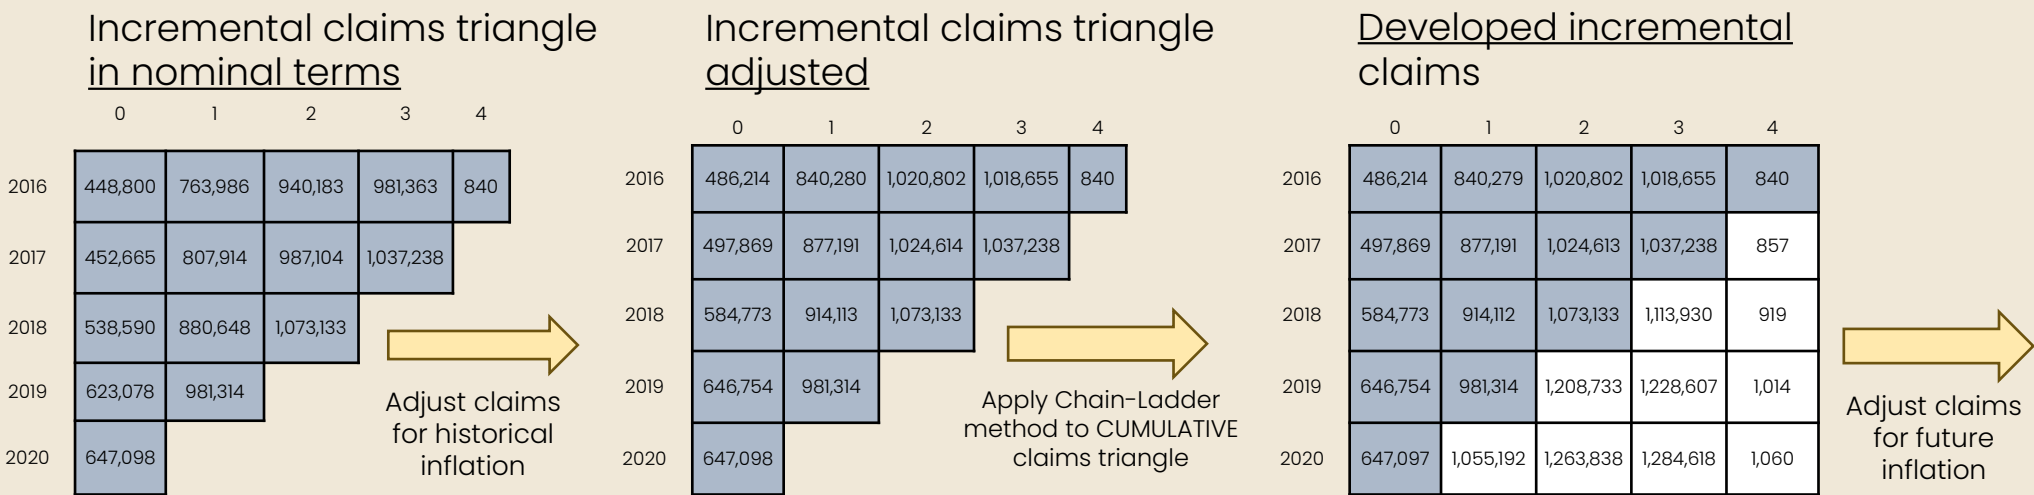 Incremental claims triangle
in nominal terms
0 1 2 3 4
2016 448,800 763,986 940,183 981,363 840
2017 452,665 807,914 987,104 1,037,238
2018 538,590 880,648 1,073,133
2019 623,078 981,314
2020 647,098
Adjust claims
for historical
inflation
Incremental claims triangle
adjusted
0 1 2 3 4
2016 486,214 840,280 1,020,802 1,018,655 840
2017 497,869 877,191 1,024,614 1,037,238
2018 584,773 914,113 1,073,133
2019 646,754 981,314
2020 647,098
Apply Chain-Ladder
method to CUMULATIVE
claims triangle
Developed incremental
claims
0 1 2 3 4
2016 486,214 840,279 1,020,802 1,018,655 840
2017 497,869 877,191 1,024,613 1,037,238 857
2018 584,773 914,112 1,073,133 1,113,930 919
2019 646,754 981,314 1,208,733 1,228,607 1,014
2020 647,097 1,055,192 1,263,838 1,284,618 1,060
Adjust claims
for future
inflation